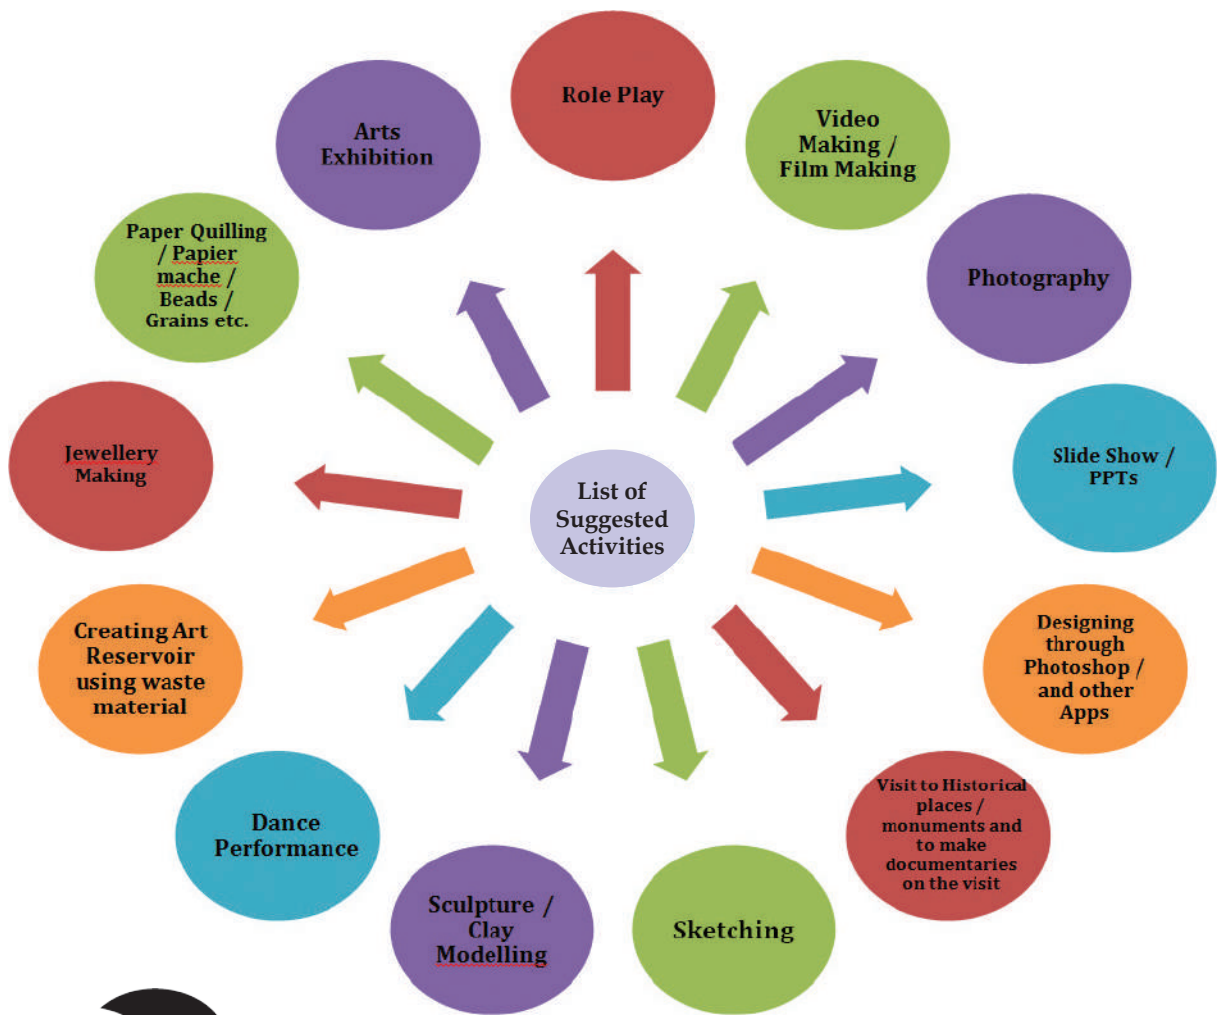 Role Play
Video
Making /
Film Making
Photography
Slide Show /
PPTs
Designing
through
Photoshop /
and other
Apps
Visit to Historical
places /
monuments and
to make
documentaries
on the visit
Sketching
Sculpture /
Clay
Modelling
Dance
Performance
Creating Art
Reservoir
using waste
material
Jewellery
Making
Paper Quilling
/ Papier
mache /
Beads /
Grains etc.
Arts
Exhibition
List of
Suggested
Activities